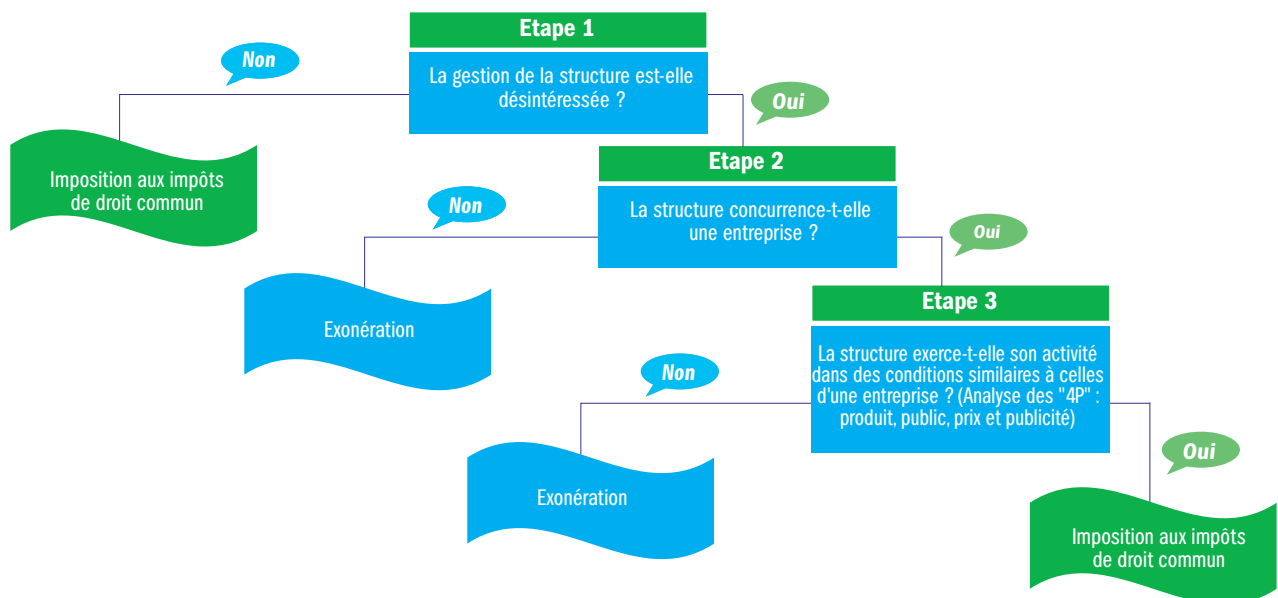 Etape 1
La gestion de la structure est-elle
désintéressée ?
Non
Oui
Imposition aux impôts
de droit commun
Etape 2
La structure concurrence-t-elle
une entreprise ?
Non
Oui
Exonération
Etape 3
La structure exerce-t-elle son activité
dans des conditions similaires à celles
d'une entreprise ? (Analyse des "4P" :
produit, public, prix et publicité)
Non
Oui
Exonération
Imposition aux impôts
de droit commun